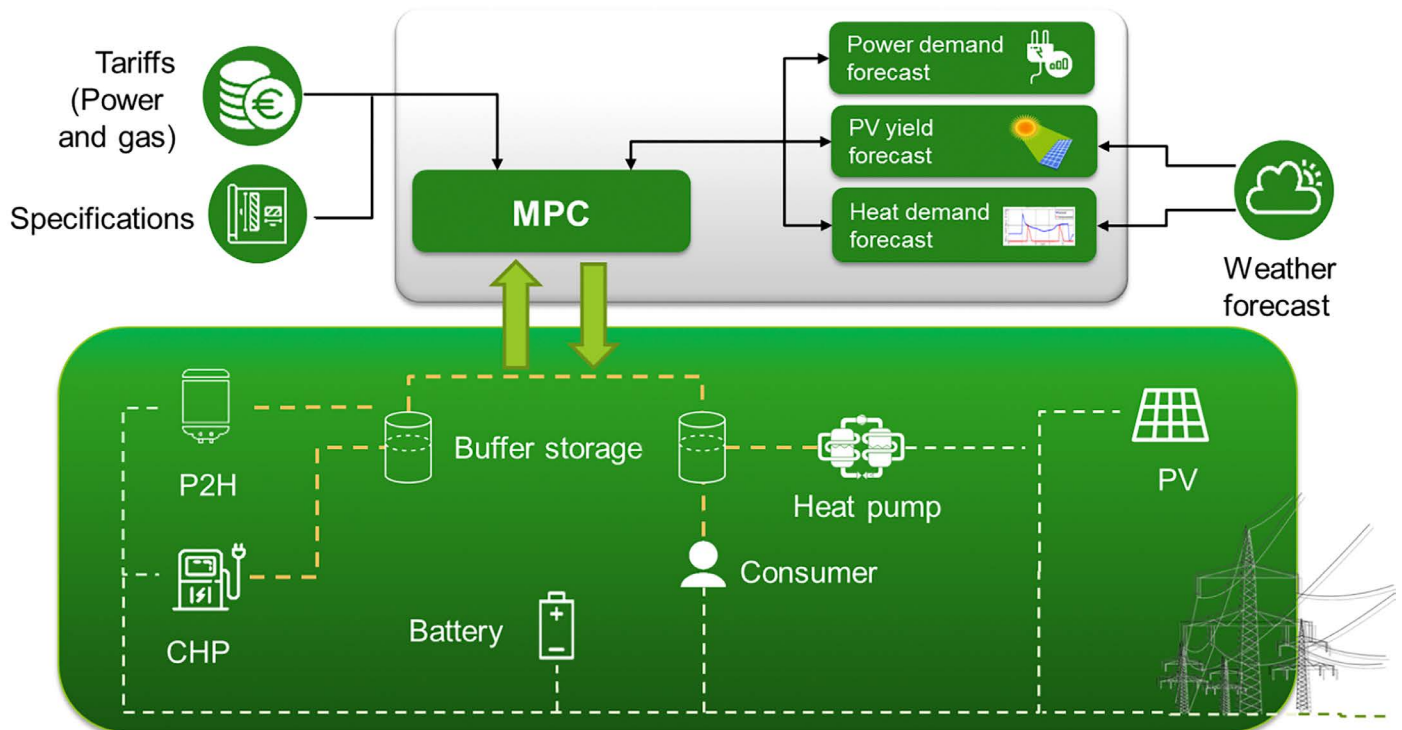 Tariffs
(Power
and gas)
Specifications
MPC
Power demand
forecast
PV yield
forecast
Heat demand
forecast
Weather
forecast
P2H
Buffer storage
Heat pump
PV
CHP
Battery
Consumer